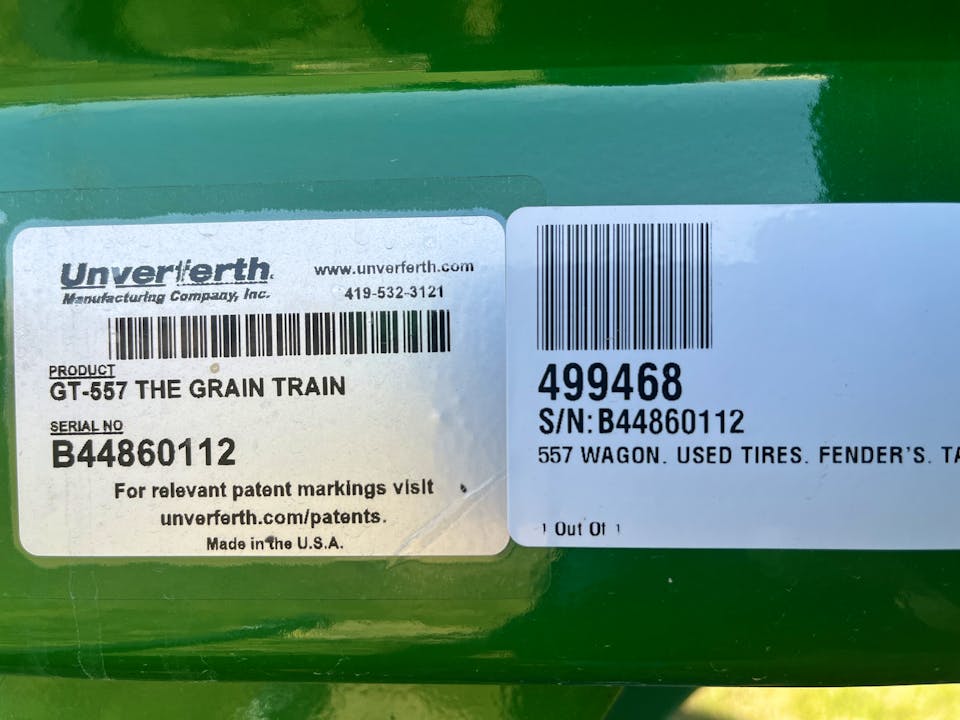 Unverferth
Manufacturing Company, Inc.
www.unverferth.com
419-532-3121
PRODUCT
GT-557 THE GRAIN TRAIN
SERIAL NO
B44860112
For relevant patent markings visit
unverferth.com/patents.
Made in the U.S.A.
499468
S/N: B44860112
557 WAGON. USED TIRES. FENDER'S. TA
1 Out Of 1